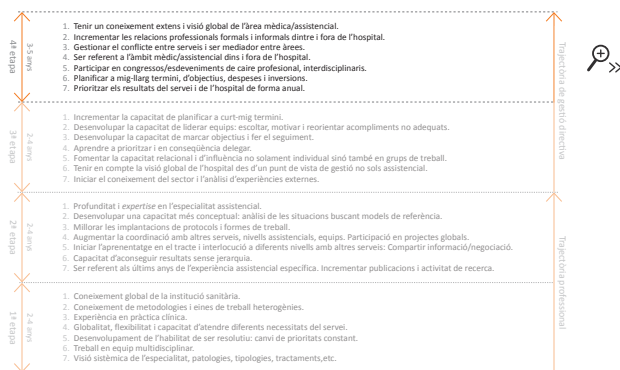 4ª etapa
3-5 anys
1. Tenir un coneixement extens i visió global de l'àrea mèdica/assistencial.
2. Incrementar les relacions professionals formals i informals dintre i fora de l'hospital.
3. Gestionar el conflicte entre serveis i ser mediador entre àrees.
4. Ser referent a l'àmbit mèdic/assistencial dins i fora de l'hospital.
5. Participar en congressos/esdeveniments de caire profesional, interdisciplinaris.
6. Planificar a mig-llarg termini, d'objectius, despeses i inversions.
7. Prioritzar els resultats del servei i de l'hospital de forma anual.
Trajectòria de gestió directiva
3ª etapa
2-4 anys
1. Incrementar la capacitat de planificar a curt-mig termini.
2. Desenvolupar la capacitat de liderar equips: escoltar, motivar i reorientar acompliments no adequats.
3. Desenvolupar la capacitat de marcar objectius i fer el seguiment.
4. Aprendre a prioritzar i en conseqüència delegar.
5. Fomentar la capacitat relacional i d'influència no solament individual sinó també en grups de treball.
6. Tenir en compte la visió global de l'hospital des d'un punt de vista de gestió no sols assistencial.
7. Iniciar el coneixement del sector i l'anàlisi d'experiències externes.
2ª etapa
2-4 anys
1. Profunditat i expertise en l'especialitat assistencial.
2. Desenvolupar una capacitat més conceptual: anàlisi de les situacions buscant models de referència.
3. Millorar les implantacions de protocols i formes de treball.
4. Augmentar la coordinació amb altres serveis, nivells assistencials, equips. Participació en projectes globals.
5. Iniciar l'aprenentatge en el tracte i interlocució a diferents nivells amb altres serveis: Compartir informació/negociació.
6. Capacitat d'aconseguir resultats sense jerarquia.
7. Ser referent als últims anys de l'experiència assistencial específica. Incrementar publicacions i activitat de recerca.
Trajectòria professional
1ª etapa
2-4 anys
1. Coneixement global de la institució sanitària.
2. Coneixement de metodologies i eines de treball heterogènies.
3. Experiència en pràctica clínica.
4. Globalitat, flexibilitat i capacitat d'atendre diferents necessitats del servei.
5. Desenvolupament de l'habilitat de ser resolutiu: canvi de prioritats constant.
6. Treball en equip multidisciplinar.
7. Visió sistèmica de l'especialitat, patologies, tipologies, tractaments,etc.